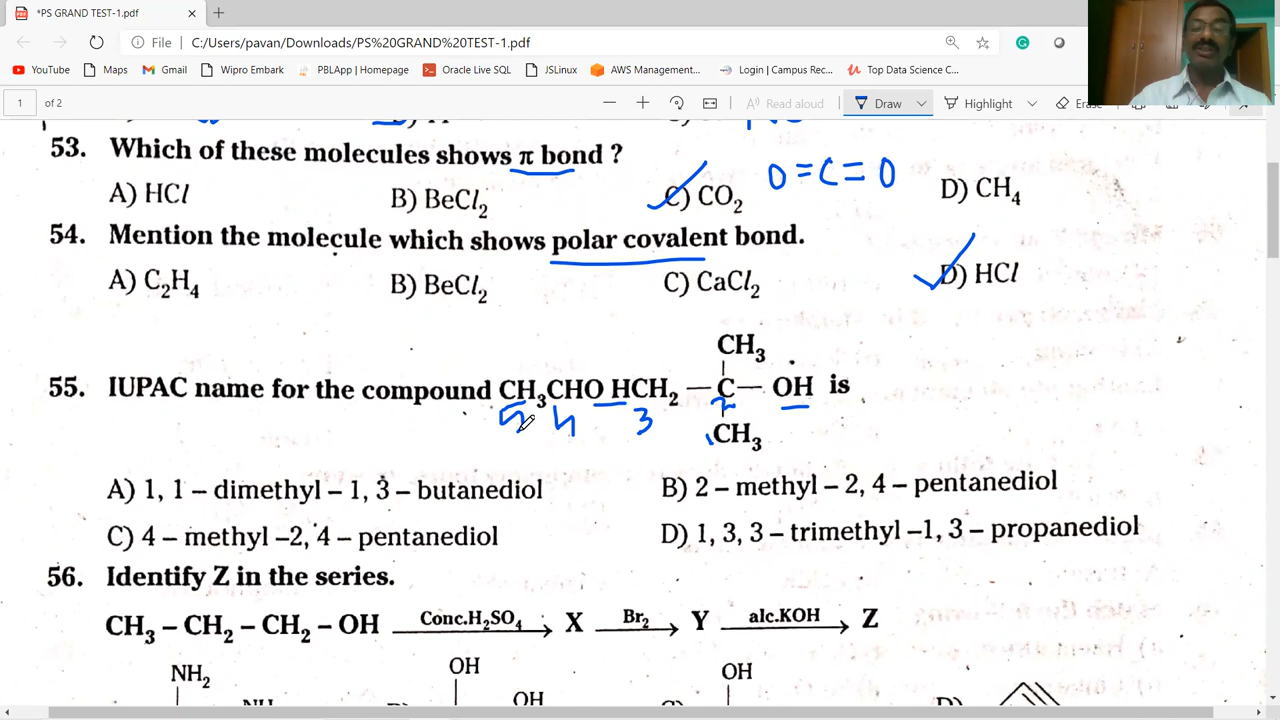 *PS GRAND TEST-1.pdf
File C:/Users/pavan/Downloads/PS%20GRAND%20TEST-1.pdf
YouTube Maps Gmail Wipro Embark PBLApp | Homepage Oracle Live SQL JSLinux AWS Management... Login | Campus Rec... Top Data Science C...
1 of 2 Read aloud Draw Highlight Erase
53. Which of these molecules shows π bond ?
O=C=O
A) HCl B) BeCl₂ C) CO₂ D) CH₄
54. Mention the molecule which shows polar covalent bond.
A) C₂H₄ B) BeCl₂ C) CaCl₂ D) HCl
CH₃
55. IUPAC name for the compound CH₃CHO HCH₂ — C — OH is
5 4 3 2
1 CH₃
A) 1, 1 – dimethyl – 1, 3 – butanediol B) 2 – methyl – 2, 4 – pentanediol
C) 4 – methyl –2, 4 – pentanediol D) 1, 3, 3 – trimethyl –1, 3 – propanediol
56. Identify Z in the series.
CH₃ – CH₂ – CH₂ – OH Conc.H₂SO₄ X Br₂ Y alc.KOH Z
NH₂ OH OH
OH